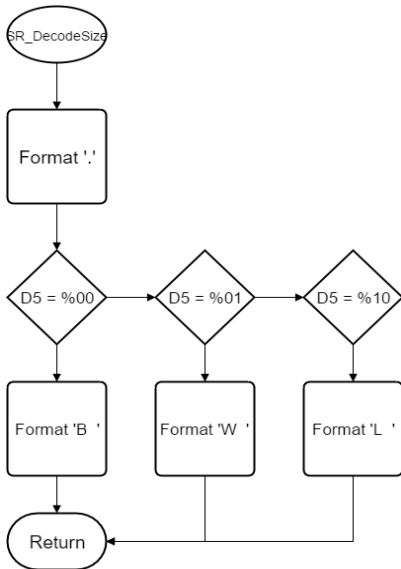 SR_DecodeSize
Format '.'
D5 = %00
D5 = %01
D5 = %10
Format 'B  '
Format 'W  '
Format 'L  '
Return